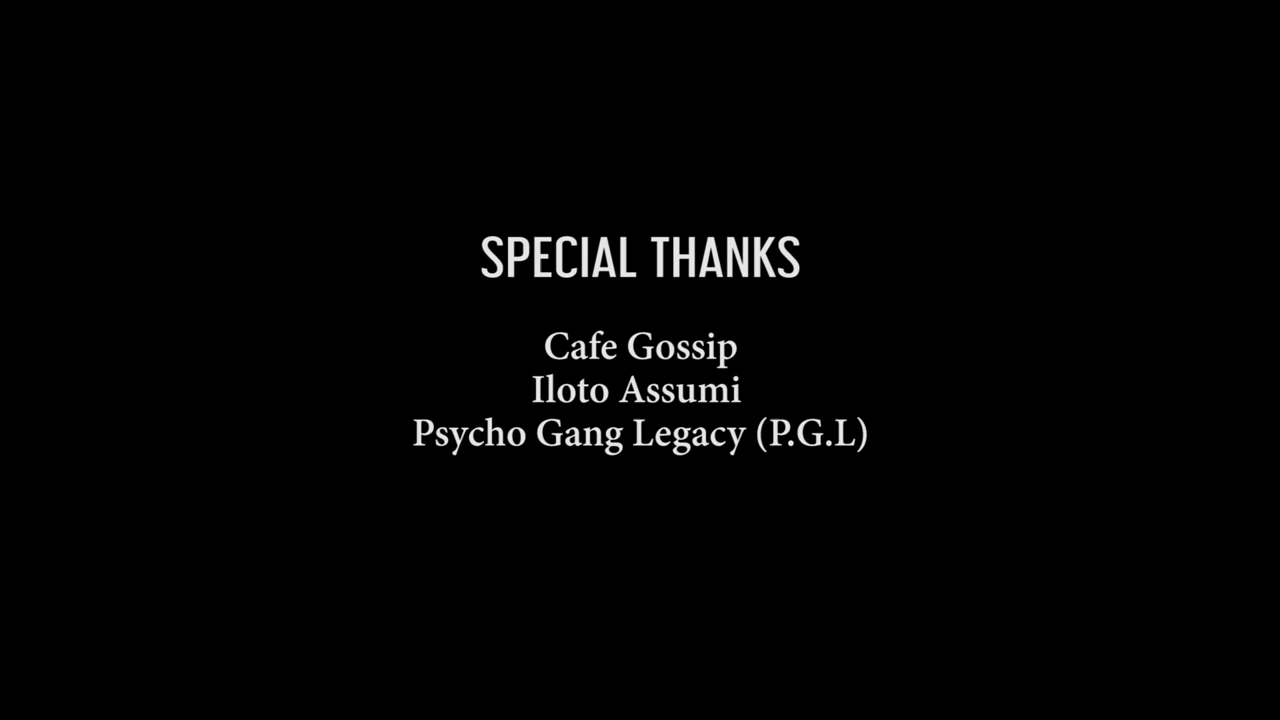 SPECIAL THANKS
Cafe Gossip
Iloto Assumi
Psycho Gang Legacy (P.G.L)